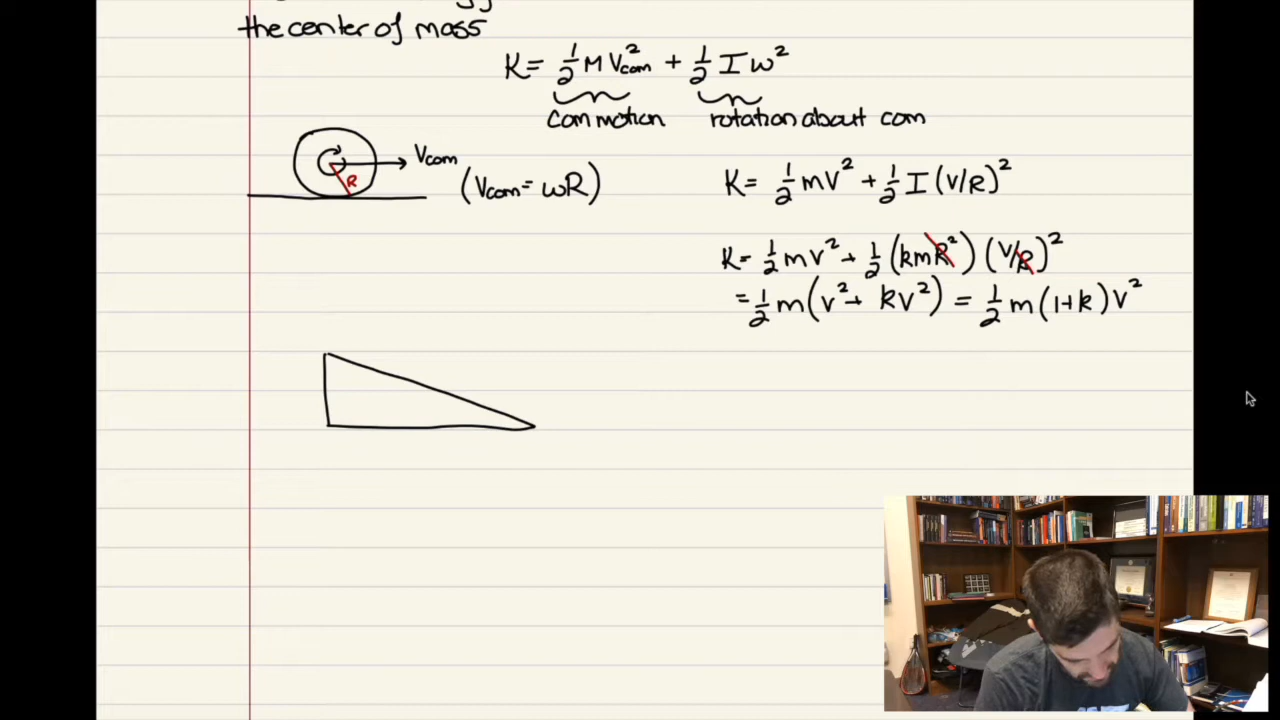 the center of mass
K= ½ M Vcom² + ½ I ω²
com motion rotation about com
Vcom
R
(Vcom = ωR)
K= ½ mv² + ½ I (v/R)²
K= ½ mv² + ½ (kmR²) (v/R)²
= ½ m (v² + kv²) = ½ m (1+k) v²